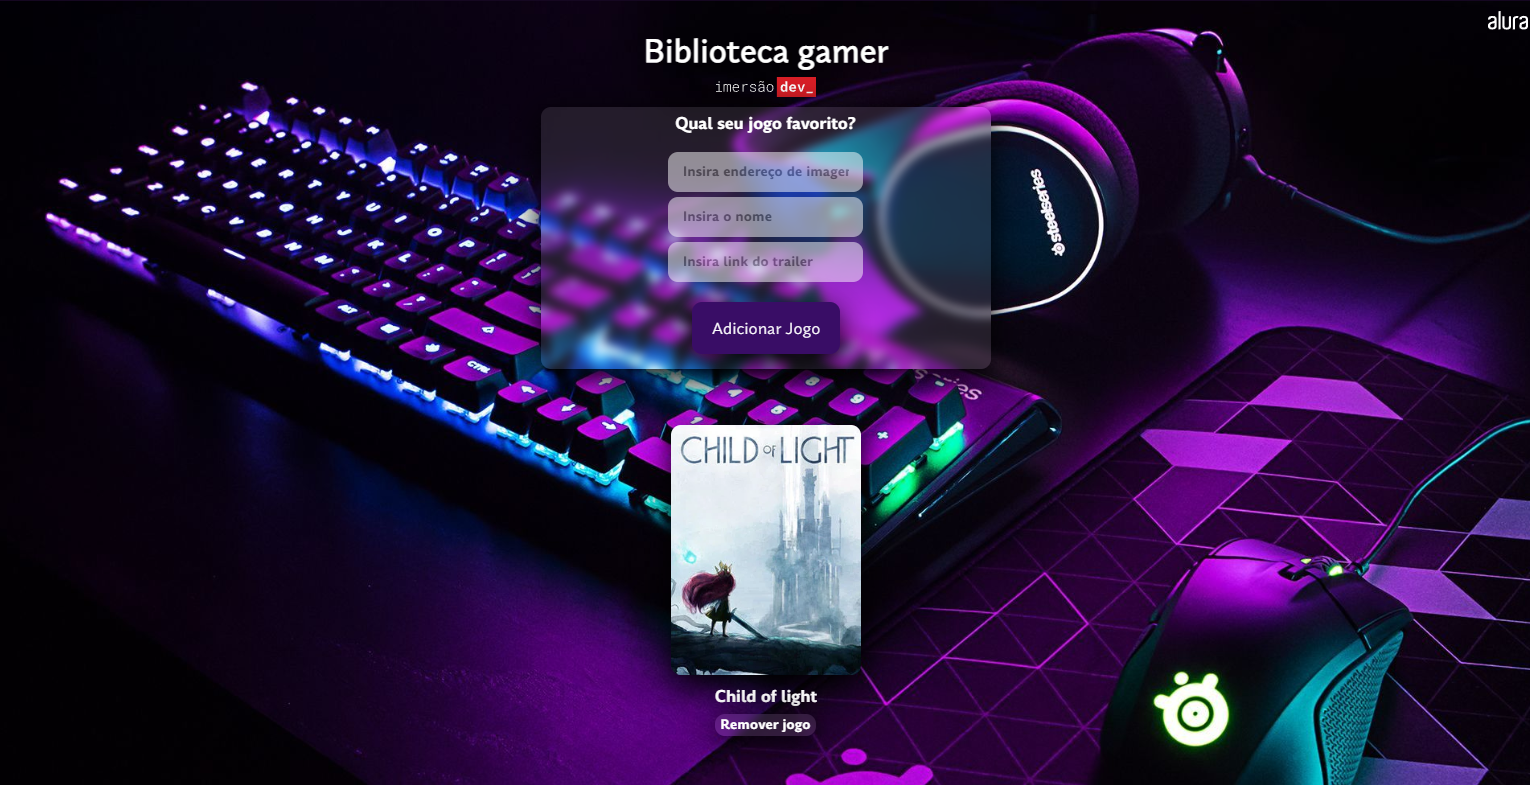 alura
Biblioteca gamer
imersão dev_
Qual seu jogo favorito?
Insira endereço de imagem
Insira o nome
Insira link do trailer
Adicionar Jogo
steelseries
CHILD OF LIGHT
Child of light
Remover jogo